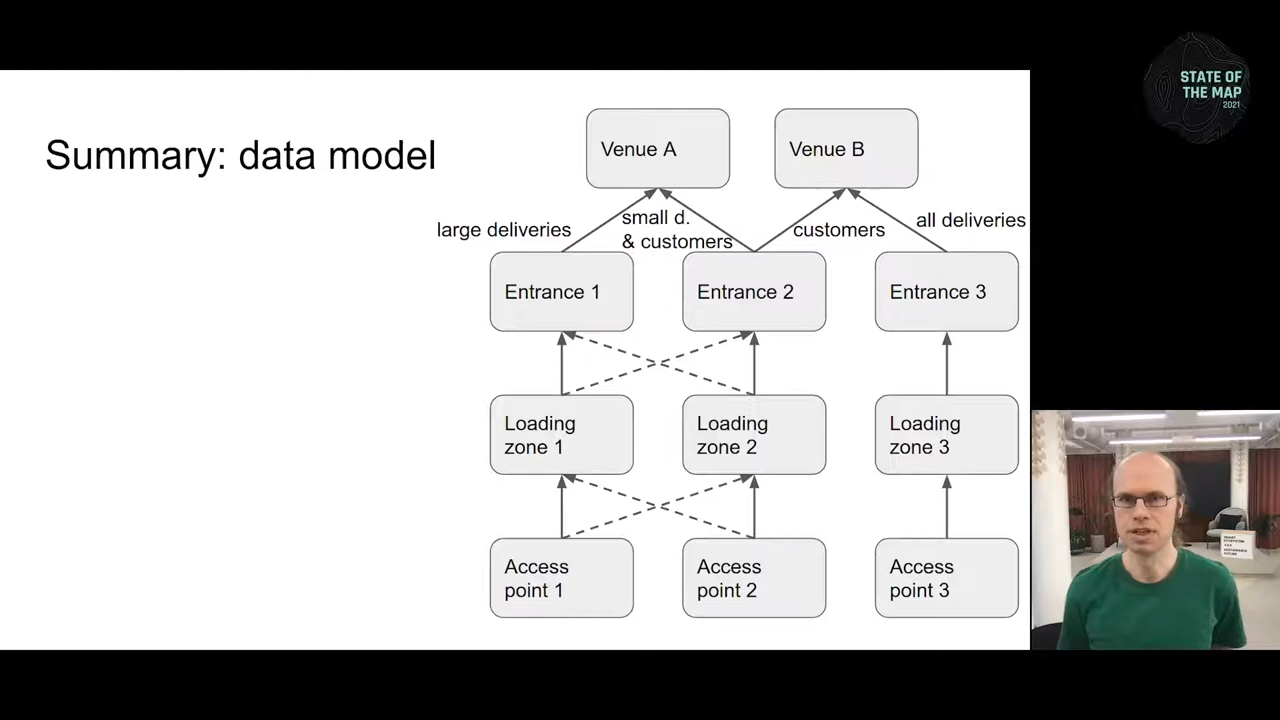 STATE OF
THE MAP
2021
Summary: data model
Venue A
Venue B
large deliveries
small d.
& customers
customers
all deliveries
Entrance 1
Entrance 2
Entrance 3
Loading
zone 1
Loading
zone 2
Loading
zone 3
Access
point 1
Access
point 2
Access
point 3